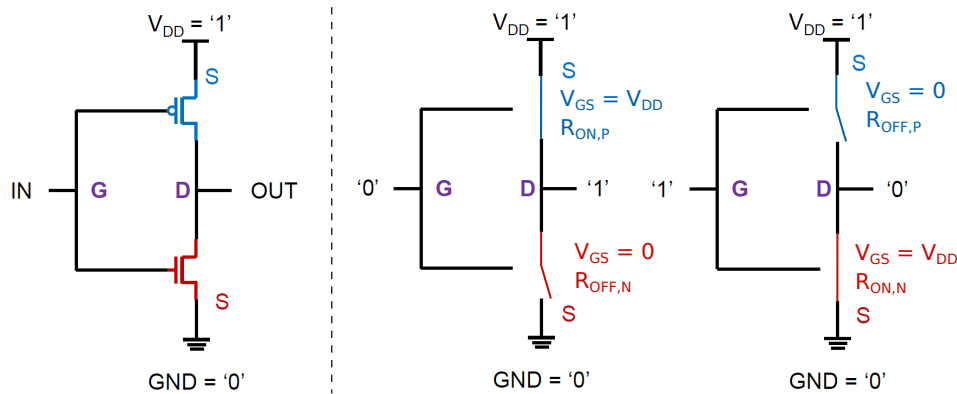 V_DD = ‘1’
S
IN
G
D
OUT
S
GND = ‘0’
V_DD = ‘1’
S
V_GS = V_DD
R_ON,P
‘0’
G
D
‘1’
V_GS = 0
R_OFF,N
S
GND = ‘0’
V_DD = ‘1’
S
V_GS = 0
R_OFF,P
‘1’
G
D
‘0’
V_GS = V_DD
R_ON,N
S
GND = ‘0’